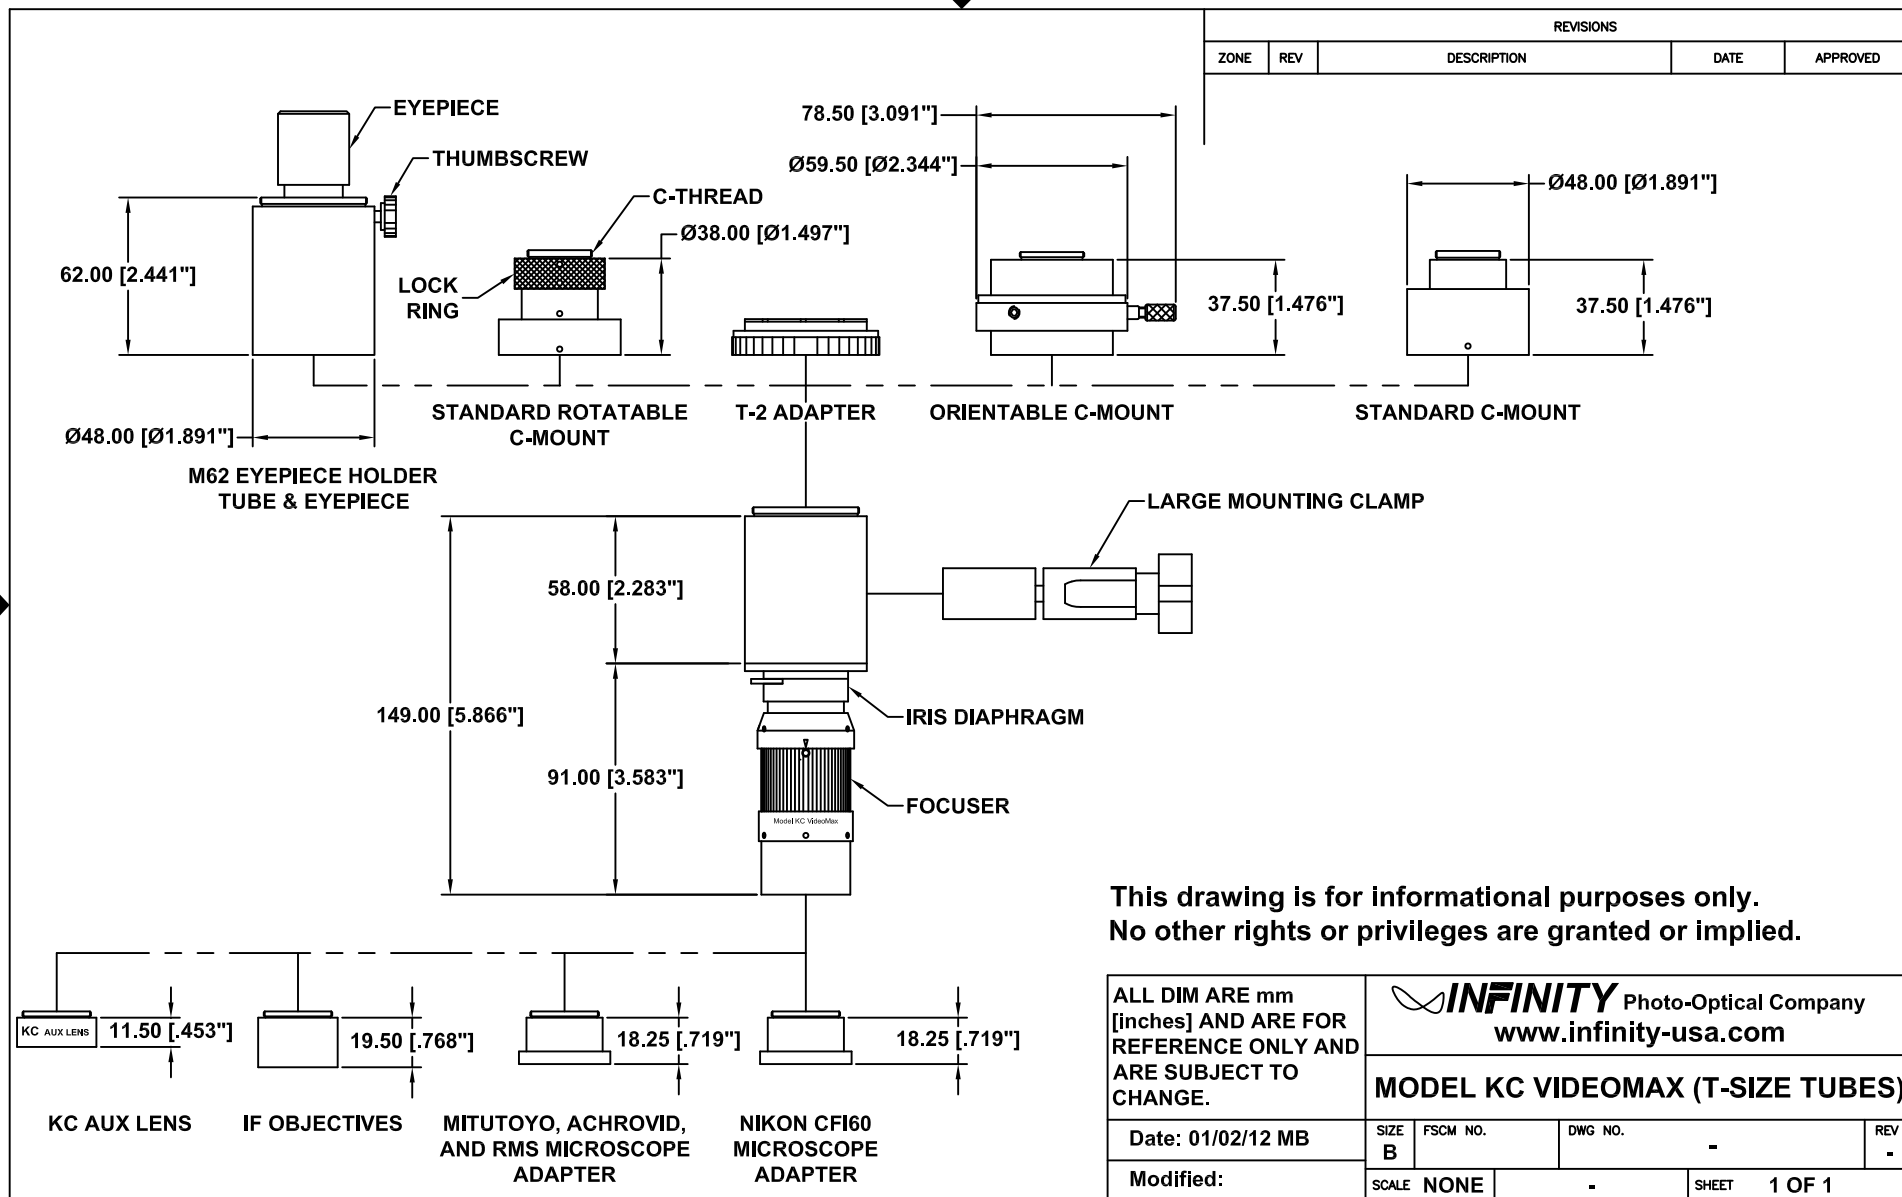 REVISIONS
ZONE REV DESCRIPTION DATE APPROVED
EYEPIECE
THUMBSCREW
62.00 [2.441"]
Ø48.00 [Ø1.891"]
M62 EYEPIECE HOLDER
TUBE & EYEPIECE
C-THREAD
Ø38.00 [Ø1.497"]
LOCK
RING
STANDARD ROTATABLE
C-MOUNT
T-2 ADAPTER
78.50 [3.091"]
Ø59.50 [Ø2.344"]
37.50 [1.476"]
ORIENTABLE C-MOUNT
Ø48.00 [Ø1.891"]
37.50 [1.476"]
STANDARD C-MOUNT
LARGE MOUNTING CLAMP
58.00 [2.283"]
149.00 [5.866"]
91.00 [3.583"]
IRIS DIAPHRAGM
FOCUSER
Model KC VideoMax
KC AUX LENS
11.50 [.453"]
19.50 [.768"]
18.25 [.719"]
18.25 [.719"]
KC AUX LENS
IF OBJECTIVES
MITUTOYO, ACHROVID,
AND RMS MICROSCOPE
ADAPTER
NIKON CFI60
MICROSCOPE
ADAPTER
This drawing is for informational purposes only.
No other rights or privileges are granted or implied.
ALL DIM ARE mm
[inches] AND ARE FOR
REFERENCE ONLY AND
ARE SUBJECT TO
CHANGE.
Date: 01/02/12 MB
Modified:
INFINITY Photo-Optical Company
www.infinity-usa.com
MODEL KC VIDEOMAX (T-SIZE TUBES)
SIZE FSCM NO. DWG NO. REV
B - -
SCALE NONE - SHEET 1 OF 1